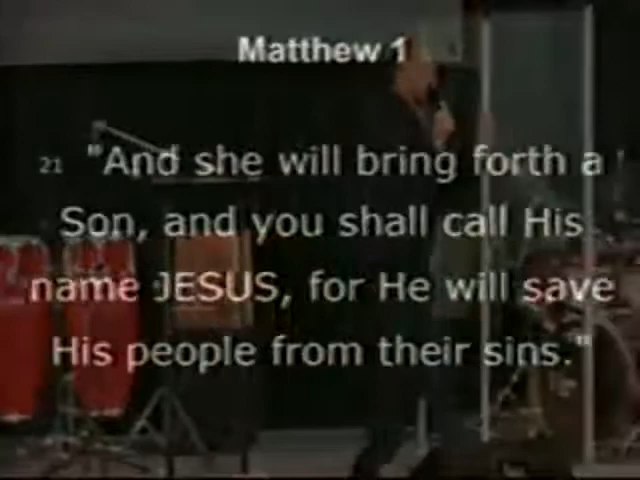 Matthew 1
21 "And she will bring forth a
Son, and you shall call His
name JESUS, for He will save
His people from their sins."